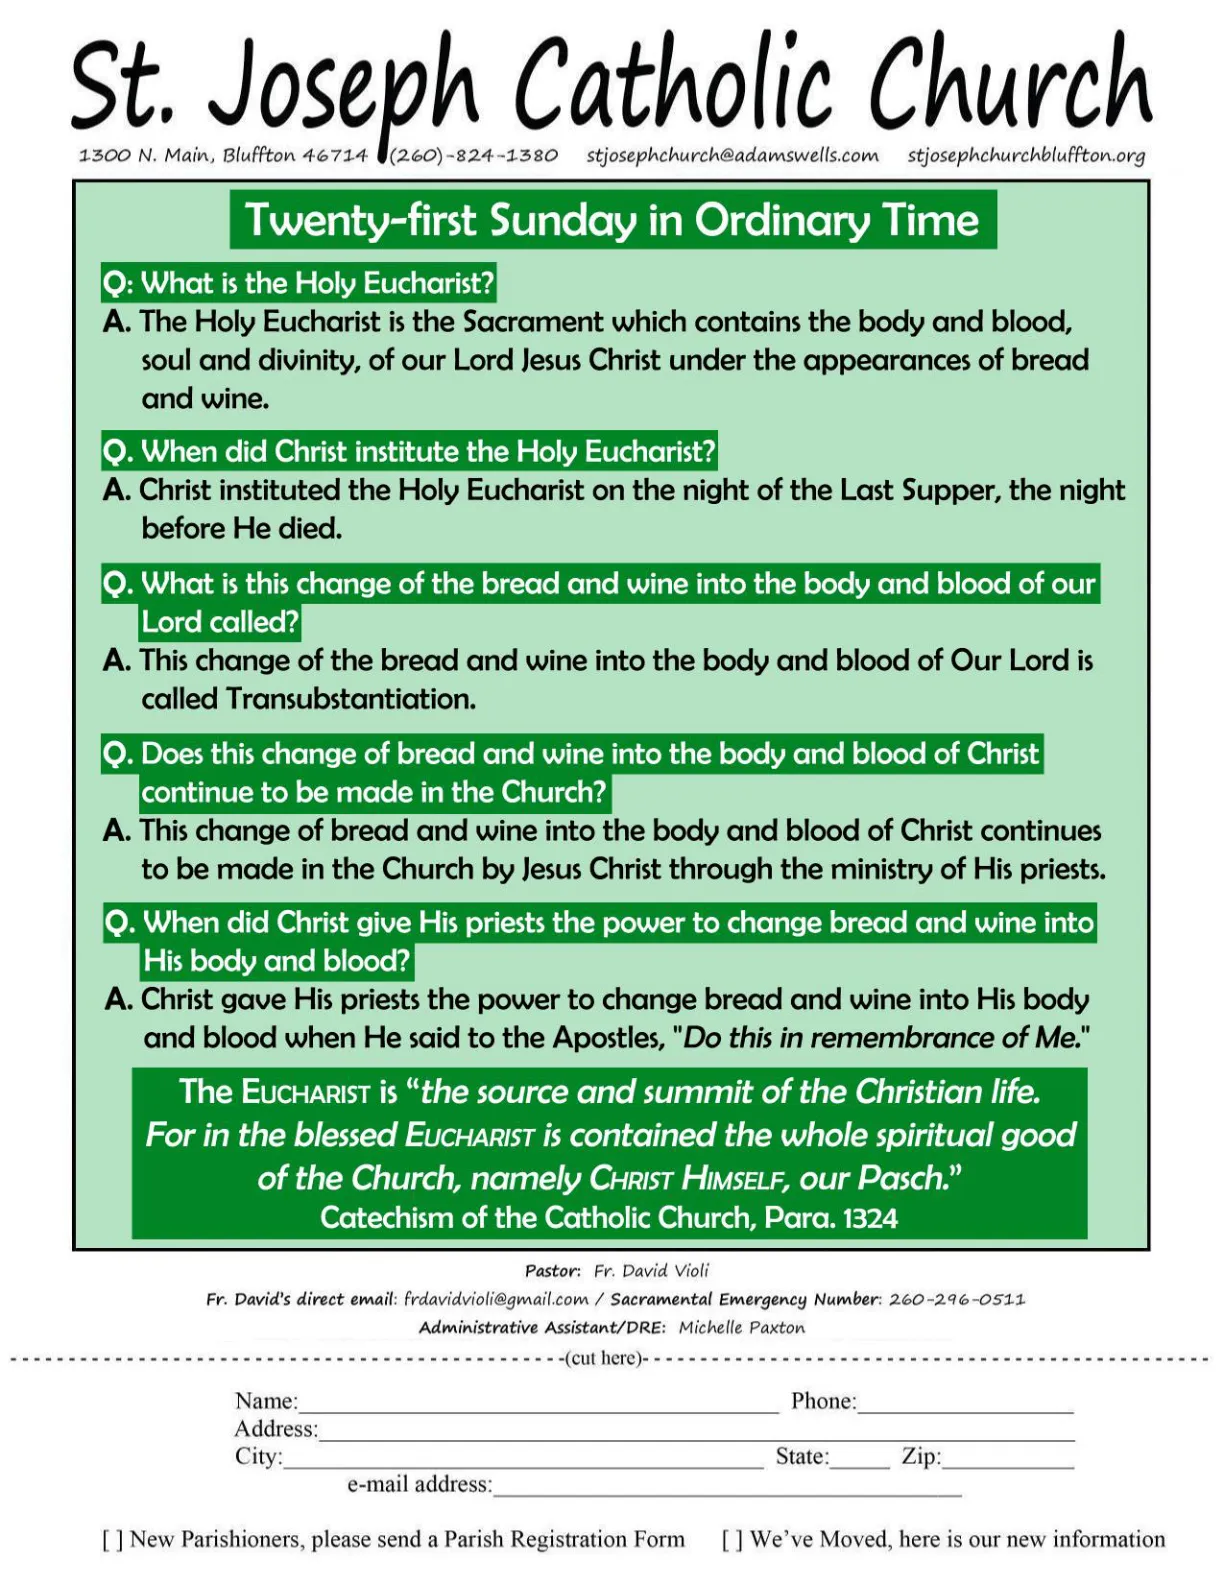 St. Joseph Catholic Church
1300 N. Main, Bluffton 46714 (260)-824-1380 stjosephchurch@adamswells.com stjosephchurchbluffton.org
Twenty-first Sunday in Ordinary Time
Q: What is the Holy Eucharist?
A. The Holy Eucharist is the Sacrament which contains the body and blood,
soul and divinity, of our Lord Jesus Christ under the appearances of bread
and wine.
Q. When did Christ institute the Holy Eucharist?
A. Christ instituted the Holy Eucharist on the night of the Last Supper, the night
before He died.
Q. What is this change of the bread and wine into the body and blood of our
Lord called?
A. This change of the bread and wine into the body and blood of Our Lord is
called Transubstantiation.
Q. Does this change of bread and wine into the body and blood of Christ
continue to be made in the Church?
A. This change of bread and wine into the body and blood of Christ continues
to be made in the Church by Jesus Christ through the ministry of His priests.
Q. When did Christ give His priests the power to change bread and wine into
His body and blood?
A. Christ gave His priests the power to change bread and wine into His body
and blood when He said to the Apostles, "Do this in remembrance of Me."
The EUCHARIST is “the source and summit of the Christian life.
For in the blessed EUCHARIST is contained the whole spiritual good
of the Church, namely CHRIST HIMSELF, our Pasch.”
Catechism of the Catholic Church, Para. 1324
Pastor: Fr. David Violi
Fr. David's direct email: frdavidvioli@gmail.com / Sacramental Emergency Number: 260-296-0511
Administrative Assistant/DRE: Michelle Paxton
(cut here)
Name: Phone:
Address:
City: State: Zip:
e-mail address:
[ ] New Parishioners, please send a Parish Registration Form [ ] We’ve Moved, here is our new information